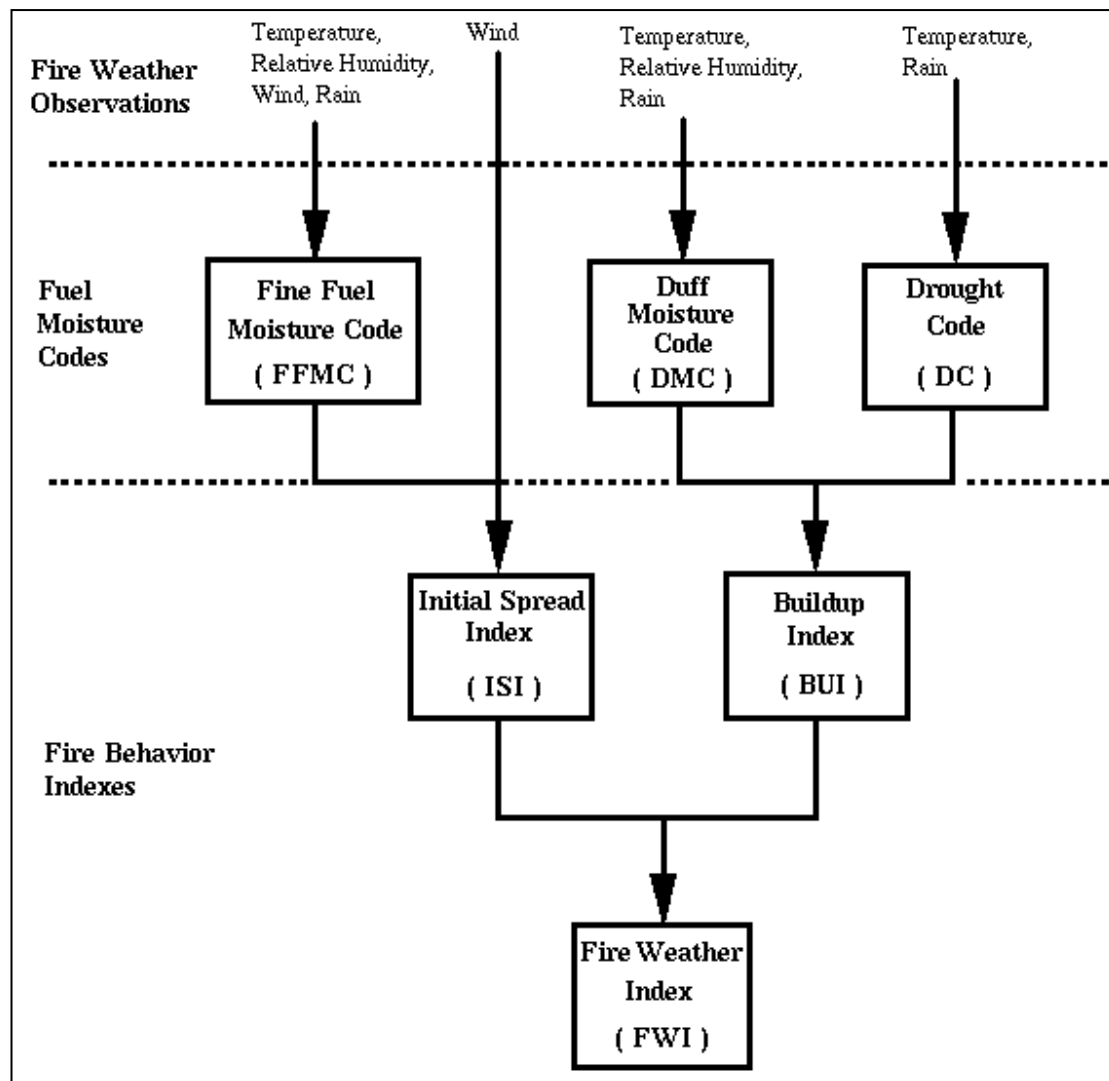 Fire Weather
Observations
Temperature,
Relative Humidity,
Wind, Rain
Wind
Temperature,
Relative Humidity,
Rain
Temperature,
Rain
Fuel
Moisture
Codes
Fine Fuel
Moisture Code
( FFMC )
Duff
Moisture
Code
( DMC )
Drought
Code
( DC )
Fire Behavior
Indexes
Initial Spread
Index
( ISI )
Buildup
Index
( BUI )
Fire Weather
Index
( FWI )